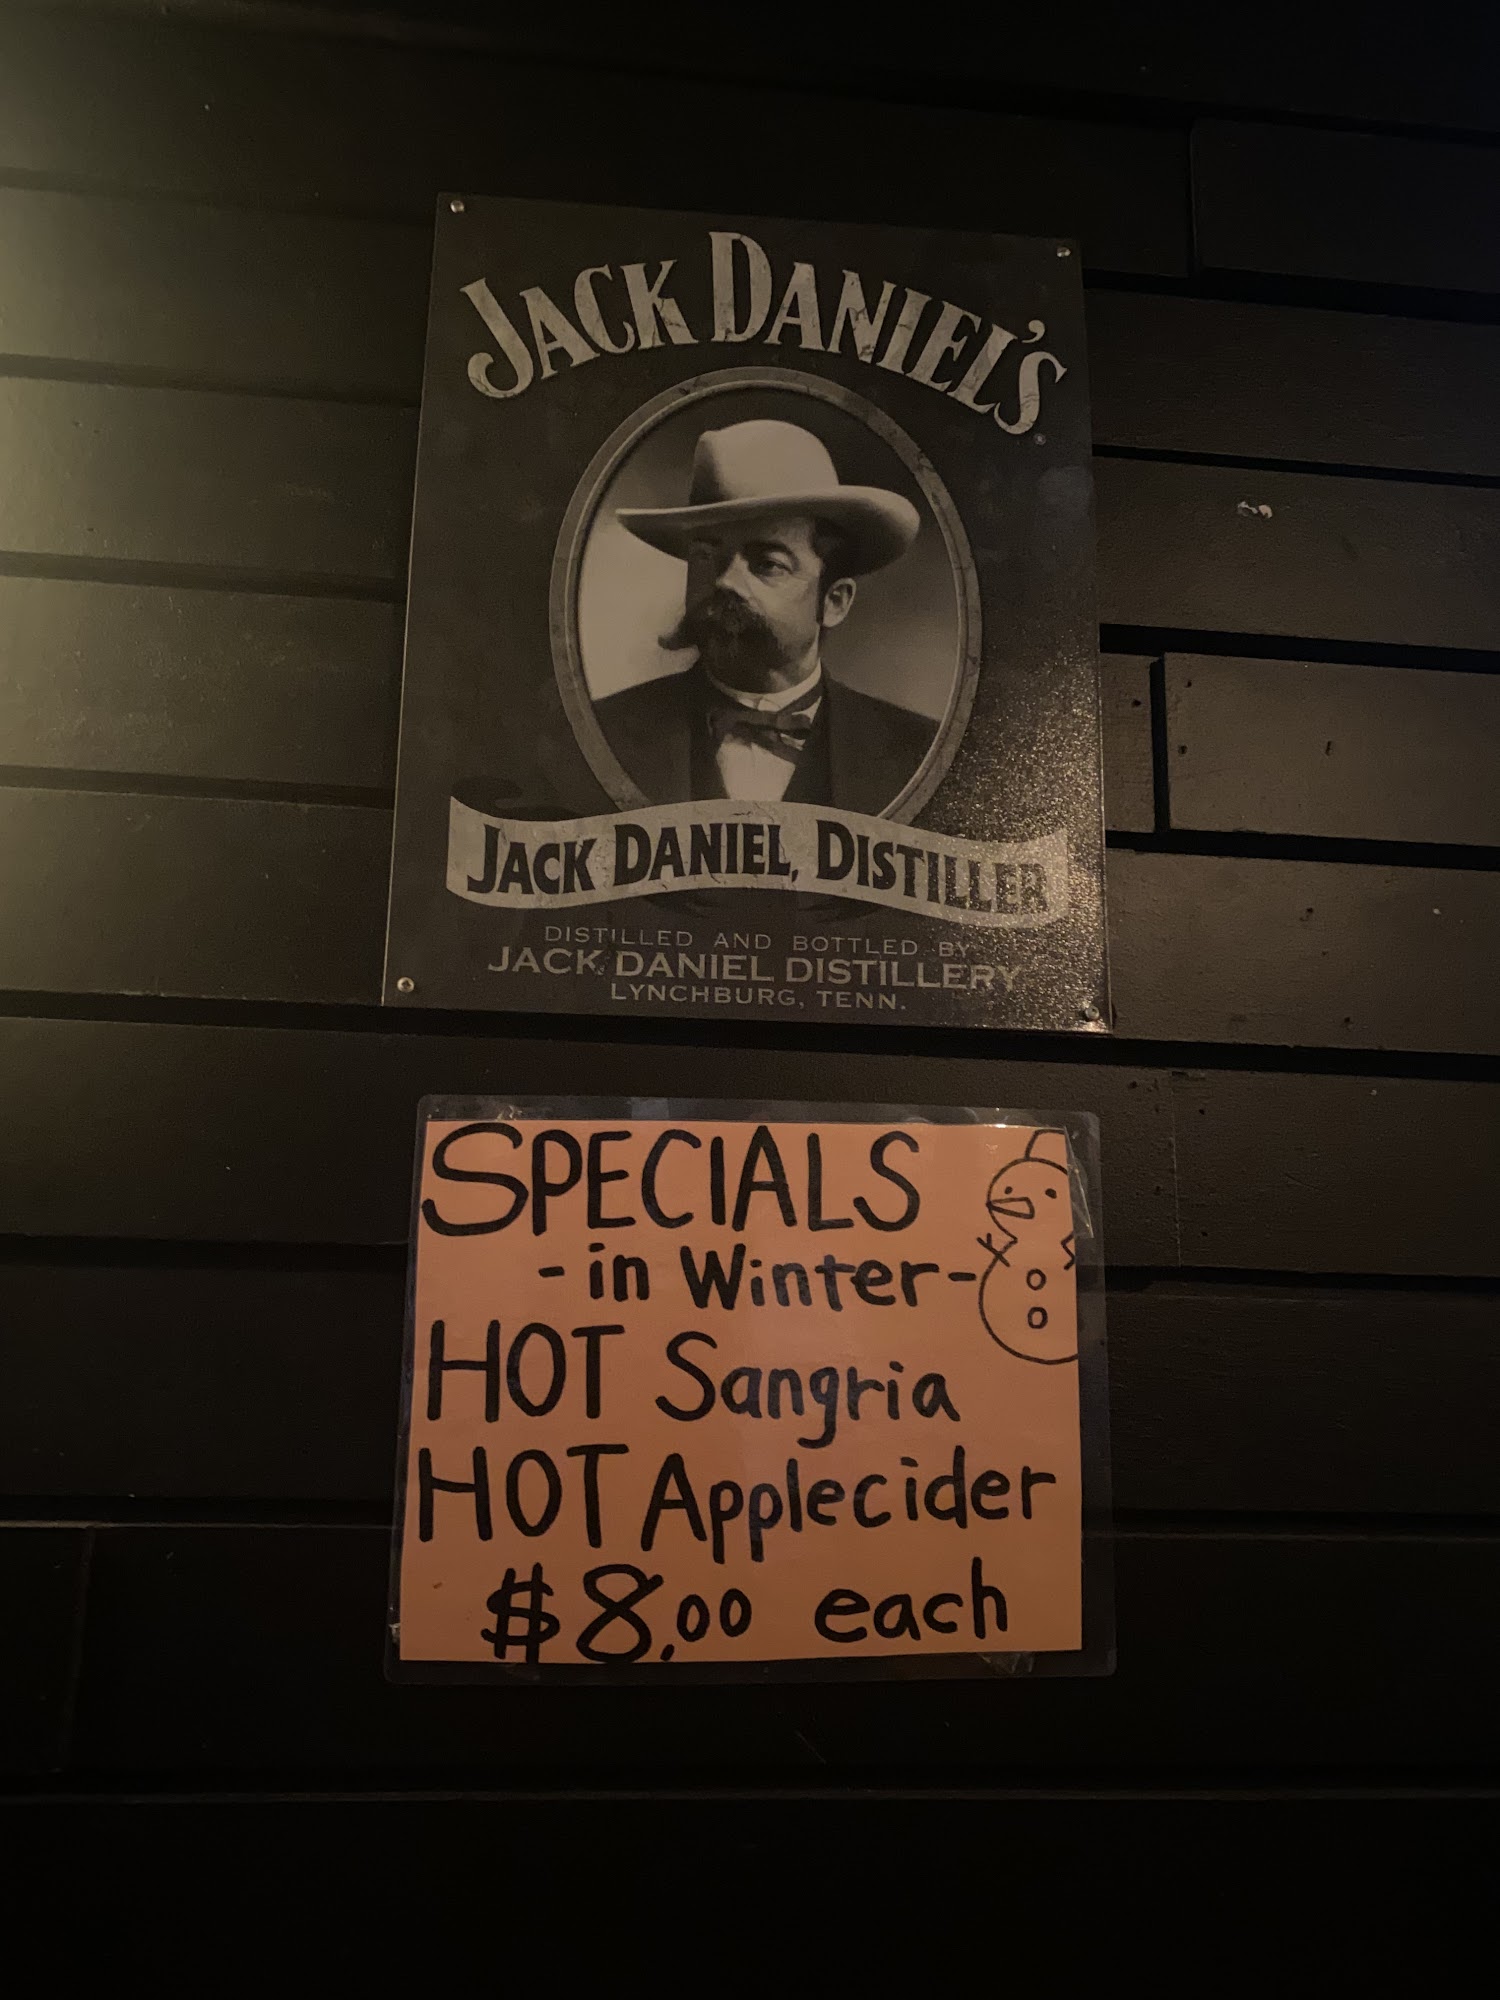 JACK DANIEL'S
JACK DANIEL, DISTILLER
DISTILLED AND BOTTLED BY
JACK DANIEL DISTILLERY
LYNCHBURG, TENN.
SPECIALS
- in Winter -
HOT Sangria
HOT Applecider
$8.00 each